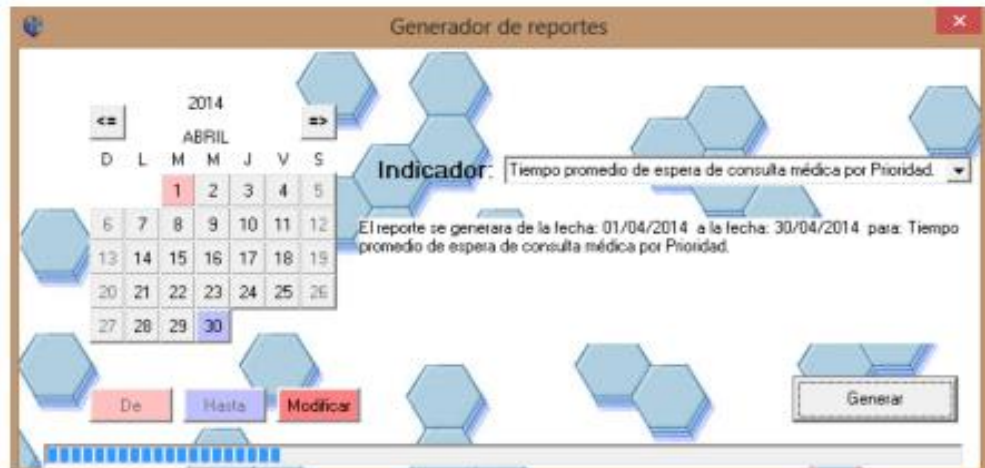 Generador de reportes
×
<= 2014 =>
ABRIL
D L M M J V S
1 2 3 4 5
6 7 8 9 10 11 12
13 14 15 16 17 18 19
20 21 22 23 24 25 26
27 28 29 30
Indicador: Tiempo promedio de espera de consulta médica por Prioridad.
El reporte se generara de la fecha: 01/04/2014 a la fecha: 30/04/2014 para: Tiempo
promedio de espera de consulta médica por Prioridad.
De Hasta Modificar
Generar